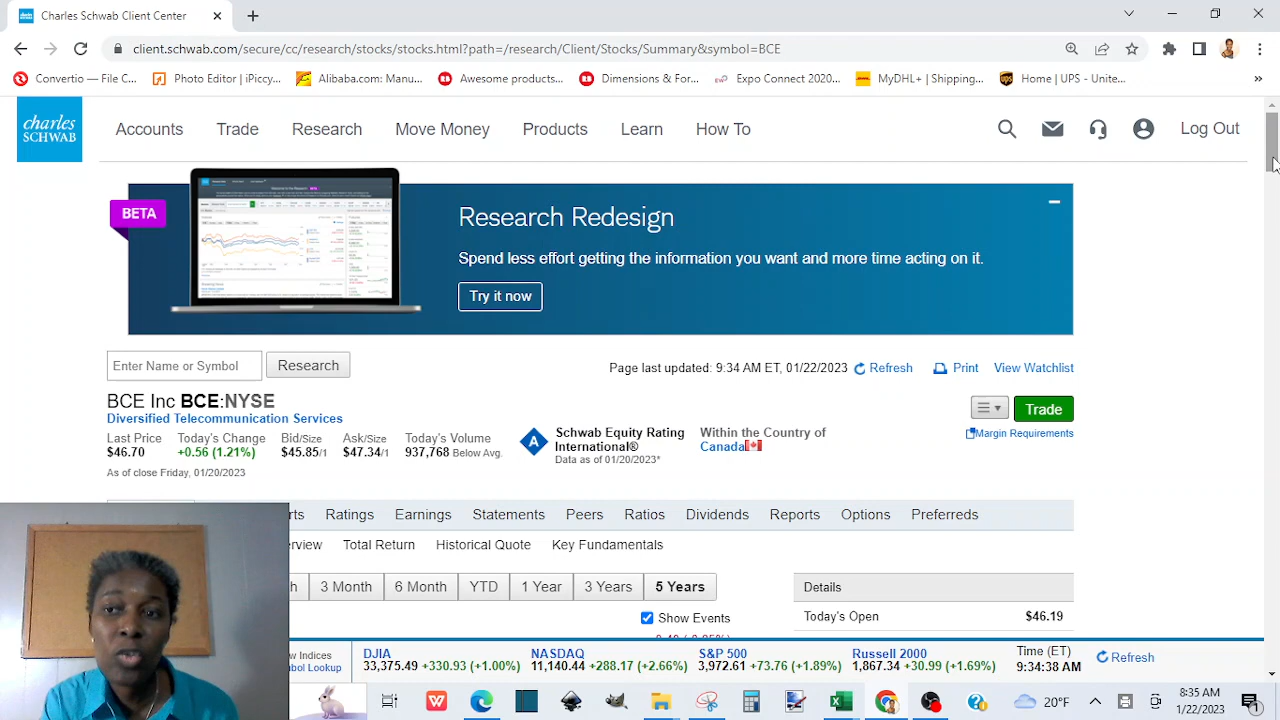 client.schwab.com/secure/cc/research/stocks/stocks.html?path=/research/Client/Stocks/Summary&symbol=BCE
Convertio — File C...
Photo Editor | iPiccy...
Alibaba.com: Manu...
Awesome products...
Dimensions & For...
Expo Comida Latino...
MyDHL+ | Shipping...
Home | UPS - Unite...
»
charles SCHWAB
Accounts Trade Research Move Money Products Learn How To Log Out
BETA
Research Redesign
Spend less effort getting the information you want and more time acting on it.
Try it now
Enter Name or Symbol
Research
Page last updated: 9:34 AM ET, 01/22/2023 Refresh Print View Watchlist
BCE Inc BCE:NYSE
Trade
Diversified Telecommunication Services
Margin Requirements
Last Price Today's Change Bid/Size Ask/Size Today's Volume
$46.70 +0.56 (1.21%) $45.85/1 $47.34/1 937,768 Below Avg.
As of close Friday, 01/20/2023
A
Schwab Equity Rating
International®
Data as of 01/20/2023*
Within the Country of
Canada
Ratings Earnings Statements Peers Ratios Dividends Reports Options Preferreds
Total Return Historical Quote Key Fundamentals
3 Month 6 Month YTD 1 Year 3 Years 5 Years
Show Events
Details
Today's Open $46.19
DJIA NASDAQ S&P 500 Russell 2000 Time (ET)
33,375.49 +330.93 (+1.00%) 11,140.44 +288.17 (+2.66%) 3,972.61 +73.76 (+1.89%) 1,867.34 +30.99 (+1.69%) 9:34:38 AM
Refresh
Indices
Lookup
20°F
8:35 AM
1/22/2023